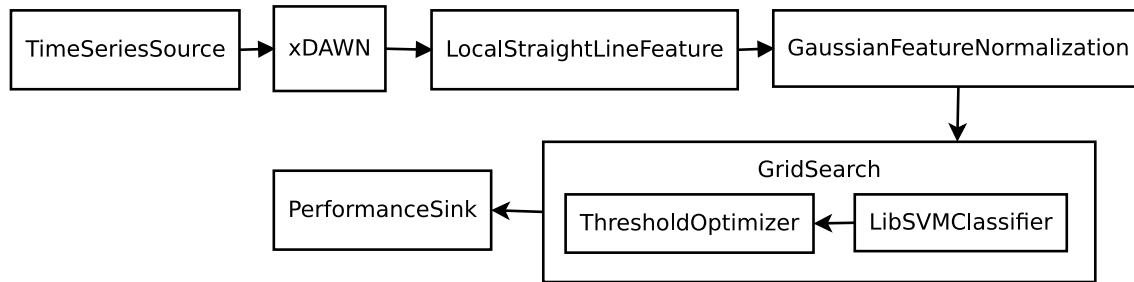 TimeSeriesSource
xDAWN
LocalStraightLineFeature
GaussianFeatureNormalization
GridSearch
PerformanceSink
ThresholdOptimizer
LibSVMClassifier